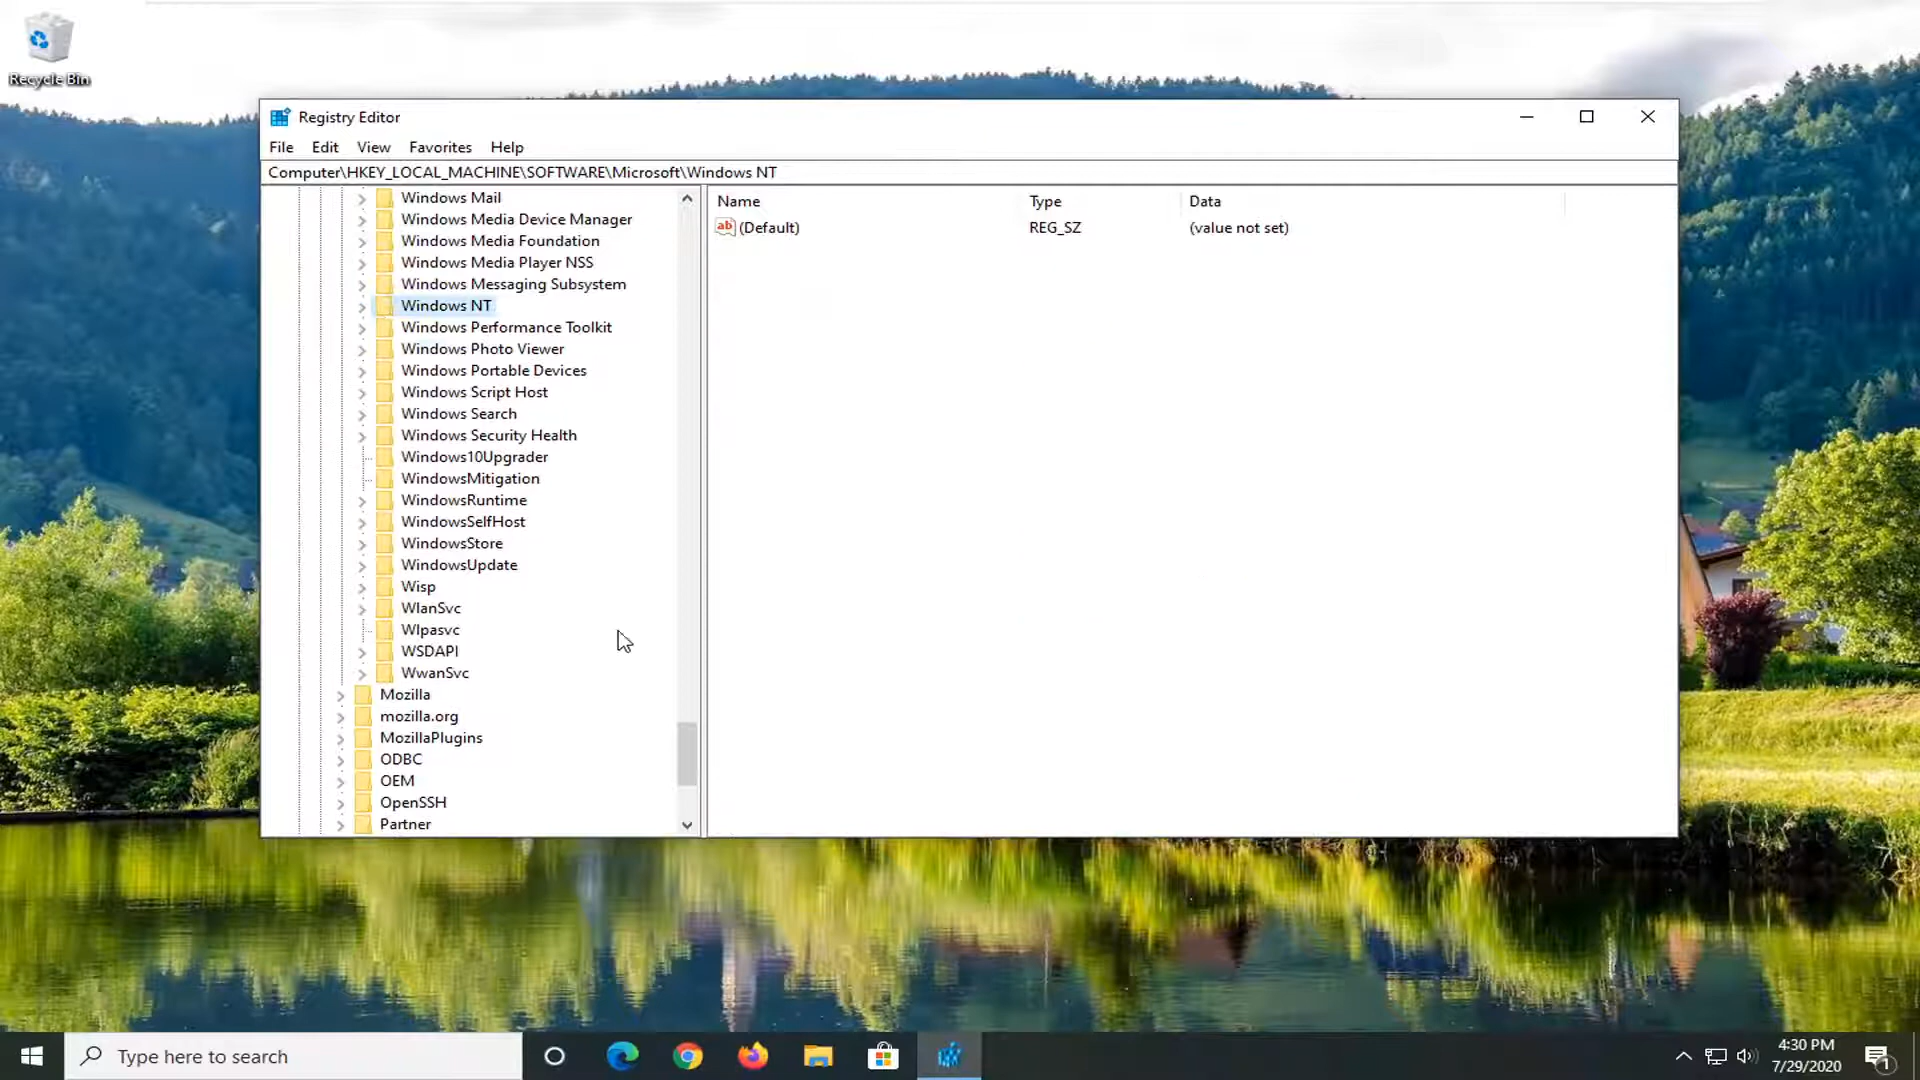 Recycle Bin
Registry Editor
File Edit View Favorites Help
Computer\HKEY_LOCAL_MACHINE\SOFTWARE\Microsoft\Windows NT
Windows Mail
Windows Media Device Manager
Windows Media Foundation
Windows Media Player NSS
Windows Messaging Subsystem
Windows NT
Windows Performance Toolkit
Windows Photo Viewer
Windows Portable Devices
Windows Script Host
Windows Search
Windows Security Health
Windows10Upgrader
WindowsMitigation
WindowsRuntime
WindowsSelfHost
WindowsStore
WindowsUpdate
Wisp
WlanSvc
Wlpasvc
WSDAPI
WwanSvc
Mozilla
mozilla.org
MozillaPlugins
ODBC
OEM
OpenSSH
Partner
Name Type Data
ab (Default) REG_SZ (value not set)
Type here to search
4:30 PM
7/29/2020
1